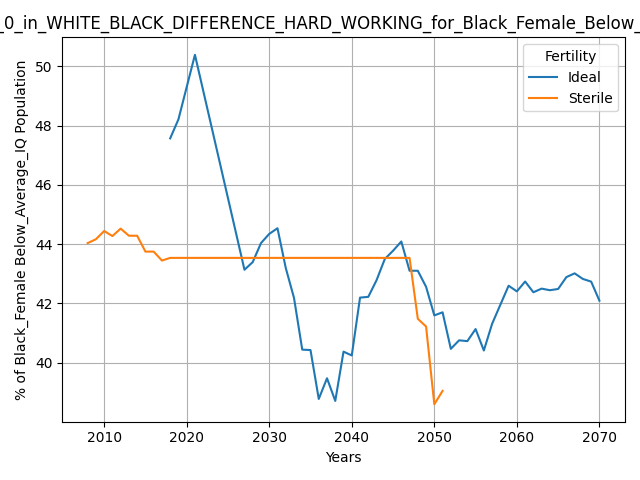 _0_in_WHITE_BLACK_DIFFERENCE_HARD_WORKING_for_Black_Female_Below_
Fertility
Ideal
Sterile
% of Black_Female Below_Average_IQ Population
50
48
46
44
42
40
2010 2020 2030 2040 2050 2060 2070
Years